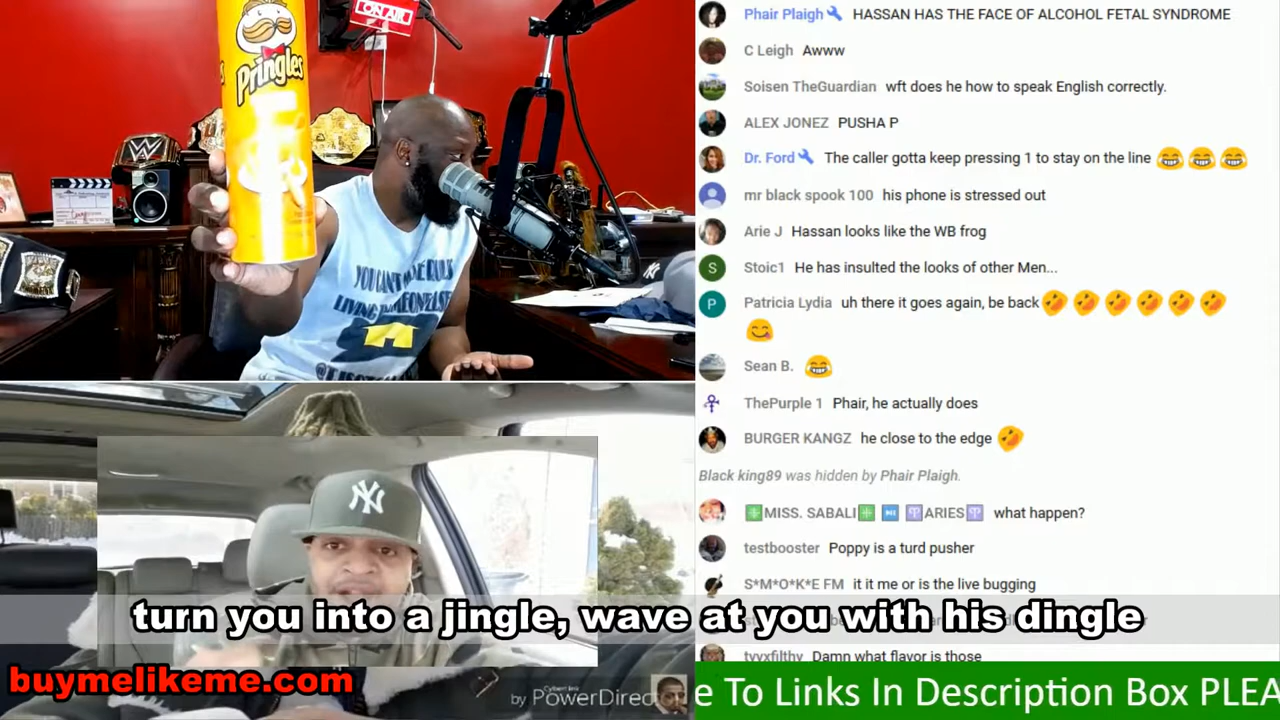 ON AIR
Pringles
YOU CAN'T MAKE RULES
LIVING
Phair Plaigh HASSAN HAS THE FACE OF ALCOHOL FETAL SYNDROME
C Leigh Awww
Soisen TheGuardian wft does he how to speak English correctly.
ALEX JONEZ PUSHA P
Dr. Ford The caller gotta keep pressing 1 to stay on the line 😂 😂 😂
mr black spook 100 his phone is stressed out
Arie J Hassan looks like the WB frog
S Stoic1 He has insulted the looks of other Men...
P Patricia Lydia uh there it goes again, be back
Sean B. 😂
ThePurple 1 Phair, he actually does
BURGER KANGZ he close to the edge
Black king89 was hidden by Phair Plaigh.
MISS. SABALI ⏯ ♈ARIES♈ what happen?
testbooster Poppy is a turd pusher
S*M*O*K*E FM it it me or is the live bugging
tyyxfilthy Damn what flavor is those
NY
turn you into a jingle, wave at you with his dingle
buymelikeme.com
by PowerDirec
e To Links In Description Box PLEA